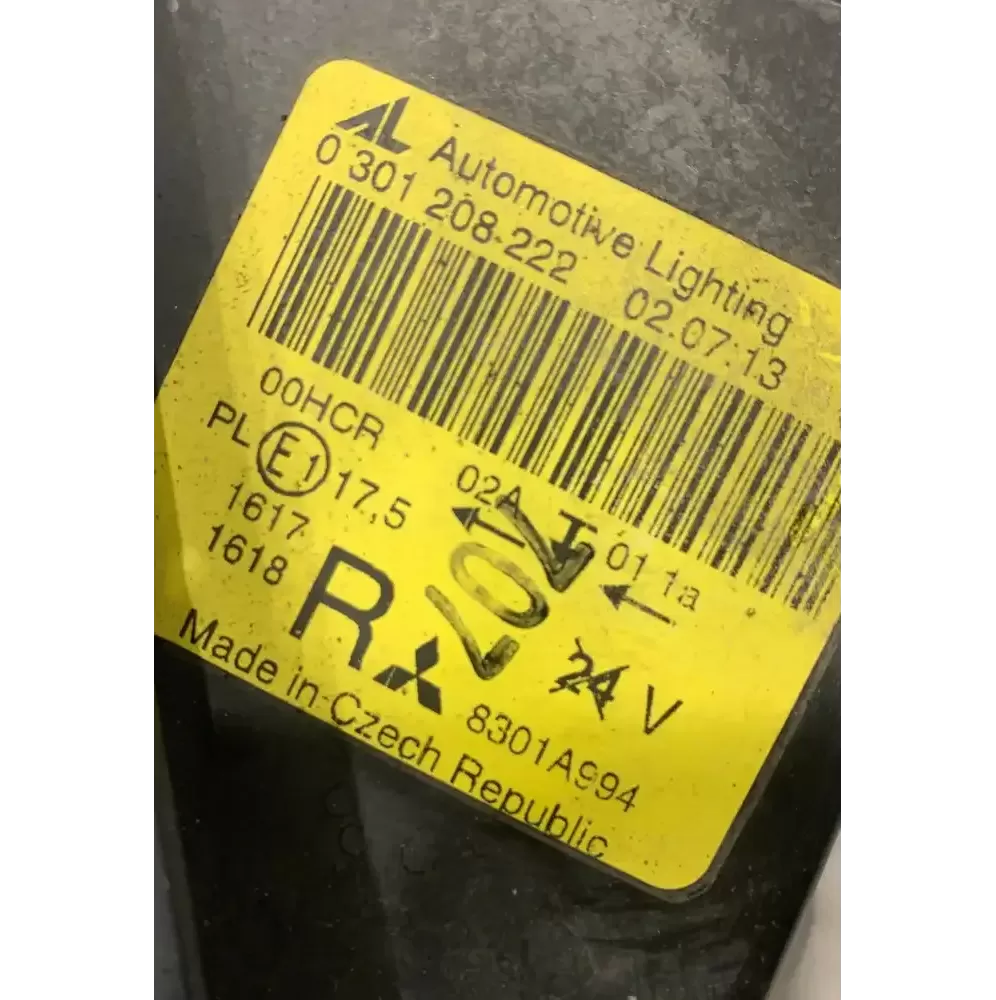 AL Automotive Lighting
0 301 208-222 02.07.13
00HCR 02A T 01 1a
PL E1 17,5
1617
1618
R 24 V
8301A994
Made in Czech Republic